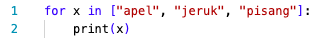 1 for x in ["apel", "jeruk", "pisang"]:
2     print(x)